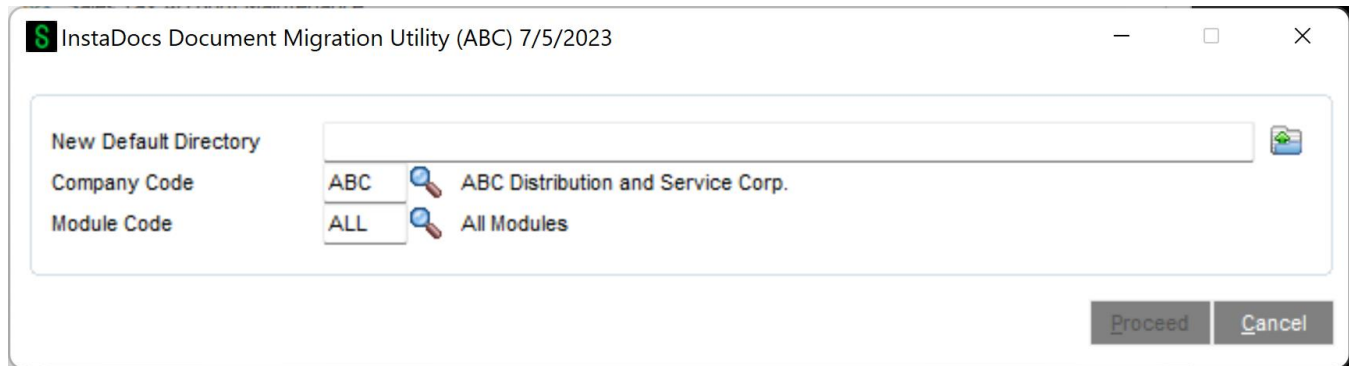 InstaDocs Document Migration Utility (ABC) 7/5/2023
New Default Directory
Company Code ABC ABC Distribution and Service Corp.
Module Code ALL All Modules
Proceed Cancel